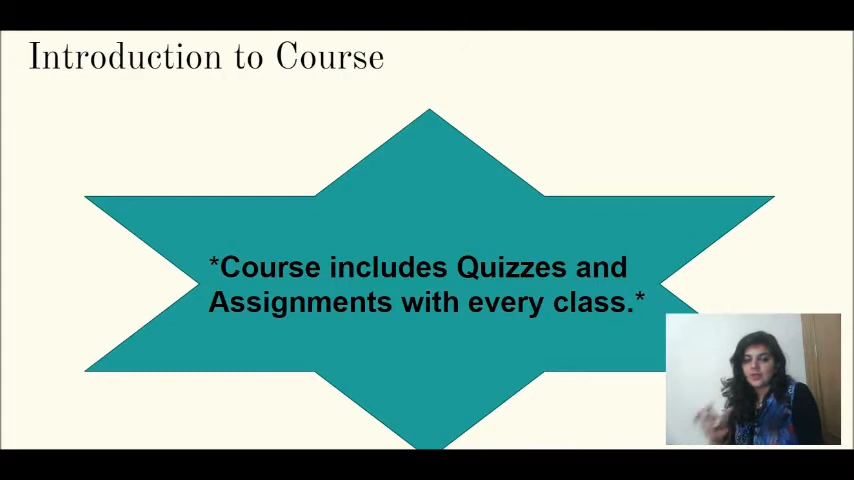 Introduction to Course
*Course includes Quizzes and
Assignments with every class.*